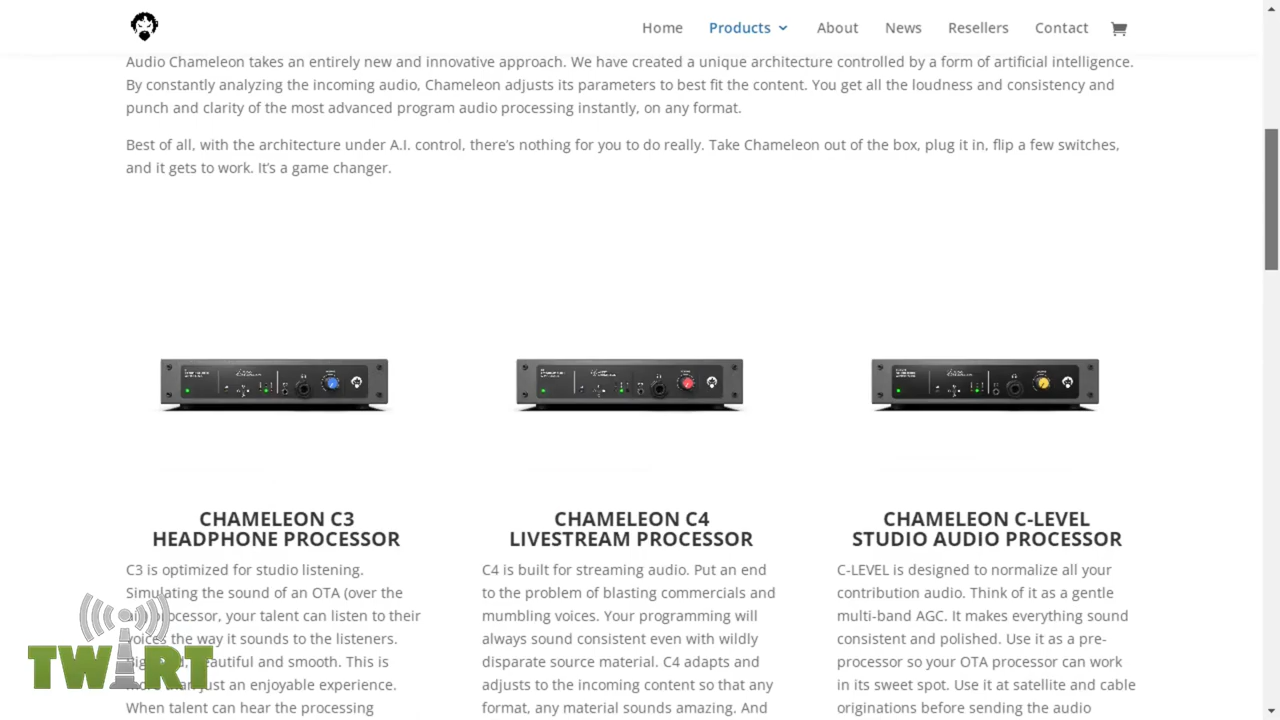 Home Products About News Resellers Contact
Audio Chameleon takes an entirely new and innovative approach. We have created a unique architecture controlled by a form of artificial intelligence.
By constantly analyzing the incoming audio, Chameleon adjusts its parameters to best fit the content. You get all the loudness and consistency and
punch and clarity of the most advanced program audio processing instantly, on any format.
Best of all, with the architecture under A.I. control, there's nothing for you to do really. Take Chameleon out of the box, plug it in, flip a few switches,
and it gets to work. It's a game changer.
CHAMELEON C3
HEADPHONE PROCESSOR
C3 is optimized for studio listening.
Simulating the sound of an OTA (over the
processor, your talent can listen to their
voices the way it sounds to the listeners.
beautiful and smooth. This is
more than just an enjoyable experience.
When talent can hear the processing
CHAMELEON C4
LIVESTREAM PROCESSOR
C4 is built for streaming audio. Put an end
to the problem of blasting commercials and
mumbling voices. Your programming will
always sound consistent even with wildly
disparate source material. C4 adapts and
adjusts to the incoming content so that any
format, any material sounds amazing. And
CHAMELEON C-LEVEL
STUDIO AUDIO PROCESSOR
C-LEVEL is designed to normalize all your
contribution audio. Think of it as a gentle
multi-band AGC. It makes everything sound
consistent and polished. Use it as a pre-
processor so your OTA processor can work
in its sweet spot. Use it at satellite and cable
originations before sending the audio
TWiRT